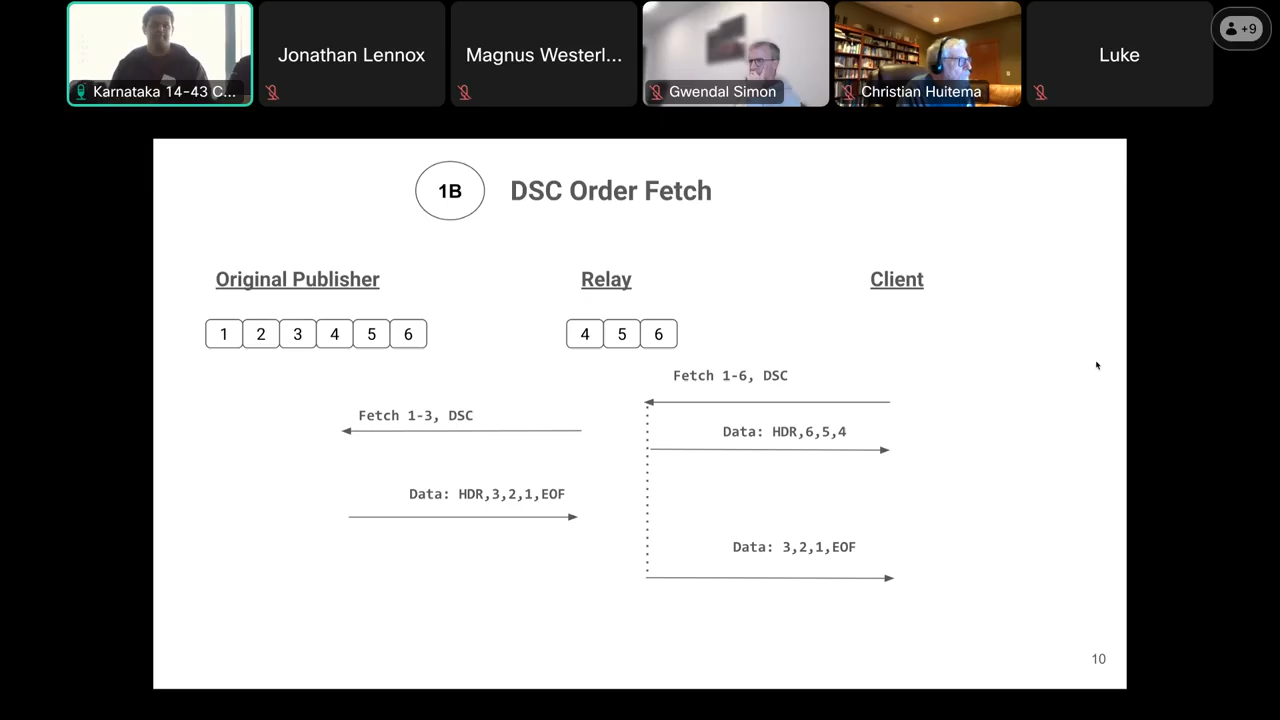 Karnataka 14-43 C...
Jonathan Lennox
Magnus Westerl...
Gwendal Simon
Christian Huitema
Luke
+9
1B
DSC Order Fetch
Original Publisher
Relay
Client
1 2 3 4 5 6
4 5 6
Fetch 1-6, DSC
Fetch 1-3, DSC
Data: HDR,6,5,4
Data: HDR,3,2,1,EOF
Data: 3,2,1,EOF
10